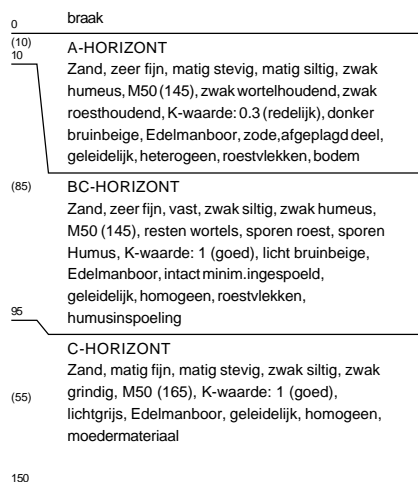 0 braak
(10)
10
A-HORIZONT
Zand, zeer fijn, matig stevig, matig siltig, zwak
humeus, M50 (145), zwak wortelhoudend, zwak
roesthoudend, K-waarde: 0.3 (redelijk), donker
bruinbeige, Edelmanboor, zode,afgeplagd deel,
geleidelijk, heterogeen, roestvlekken, bodem
(85) BC-HORIZONT
Zand, zeer fijn, vast, zwak siltig, zwak humeus,
M50 (145), resten wortels, sporen roest, sporen
Humus, K-waarde: 1 (goed), licht bruinbeige,
Edelmanboor, intact minim.ingespoeld,
geleidelijk, homogeen, roestvlekken,
humusinspoeling
95
C-HORIZONT
Zand, matig fijn, matig stevig, zwak siltig, zwak
grindig, M50 (165), K-waarde: 1 (goed),
(55) lichtgrijs, Edelmanboor, geleidelijk, homogeen,
moedermateriaal
150